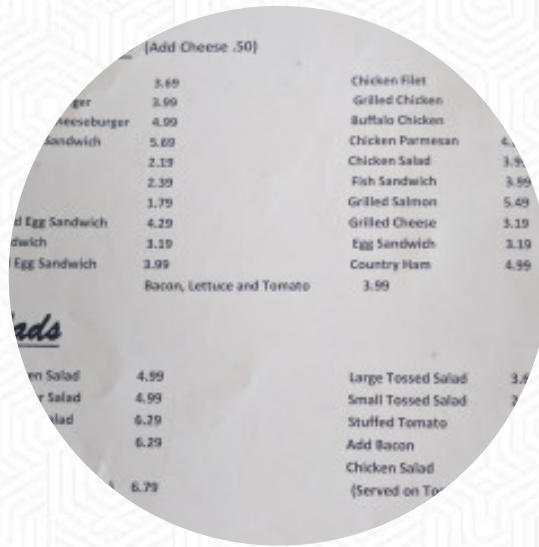 (Add Cheese .50)
3.69 Chicken Filet
ger 3.99 Grilled Chicken
heeseburger 4.99 Buffalo Chicken
Sandwich 5.69 Chicken Parmesan 4.
2.19 Chicken Salad 3.9
2.39 Fish Sandwich 3.99
1.79 Grilled Salmon 5.49
d Egg Sandwich 4.29 Grilled Cheese 3.19
dwich 3.19 Egg Sandwich 3.19
Egg Sandwich 3.99 Country Ham 4.99
Bacon, Lettuce and Tomato 3.99
ads
en Salad 4.99 Large Tossed Salad 3.
r Salad 4.99 Small Tossed Salad
lad 6.29 Stuffed Tomato
6.29 Add Bacon
Chicken Salad
) 6.79 (Served on To